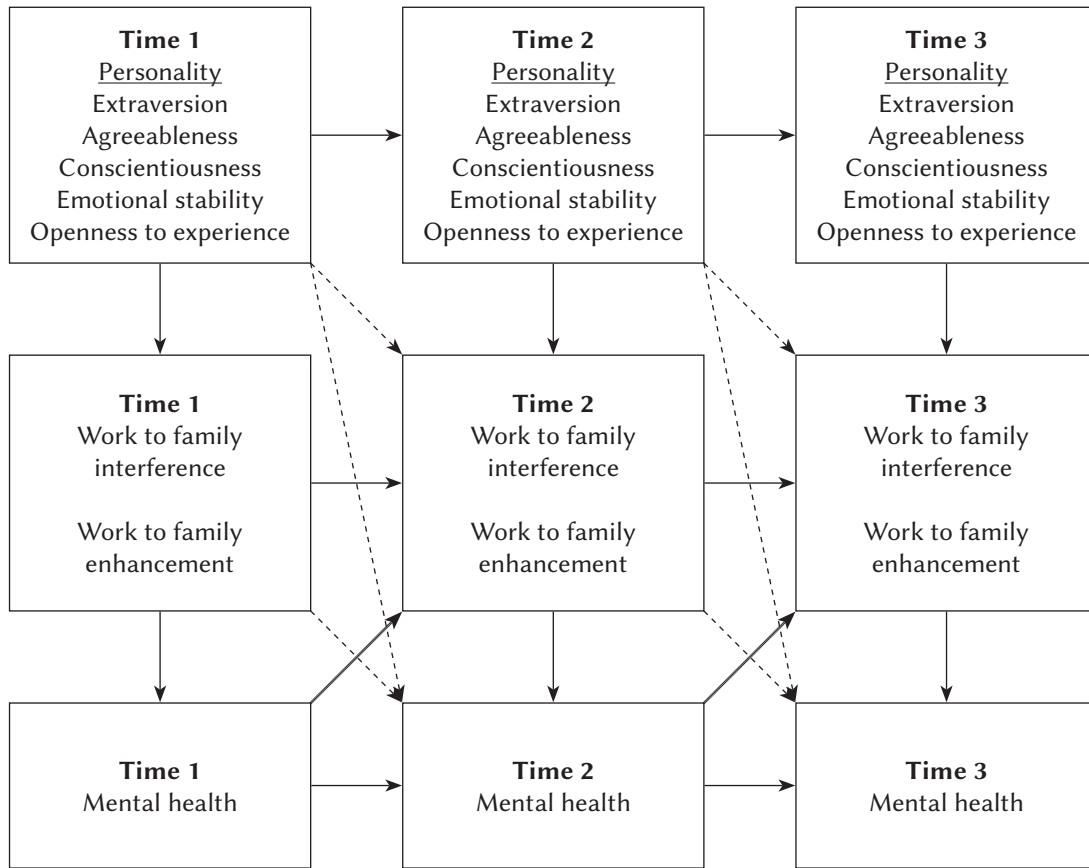 Time 1
Personality
Extraversion
Agreeableness
Conscientiousness
Emotional stability
Openness to experience
Time 2
Personality
Extraversion
Agreeableness
Conscientiousness
Emotional stability
Openness to experience
Time 3
Personality
Extraversion
Agreeableness
Conscientiousness
Emotional stability
Openness to experience
Time 1
Work to family
interference
Work to family
enhancement
Time 2
Work to family
interference
Work to family
enhancement
Time 3
Work to family
interference
Work to family
enhancement
Time 1
Mental health
Time 2
Mental health
Time 3
Mental health